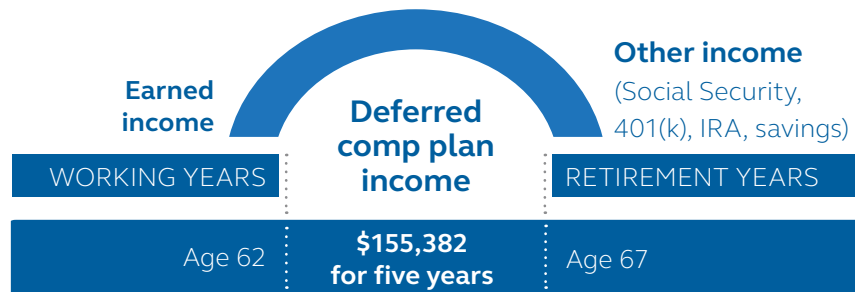 Earned
income
Deferred
comp plan
income
Other income
(Social Security,
401(k), IRA, savings)
WORKING YEARS
RETIREMENT YEARS
Age 62
$155,382
for five years
Age 67